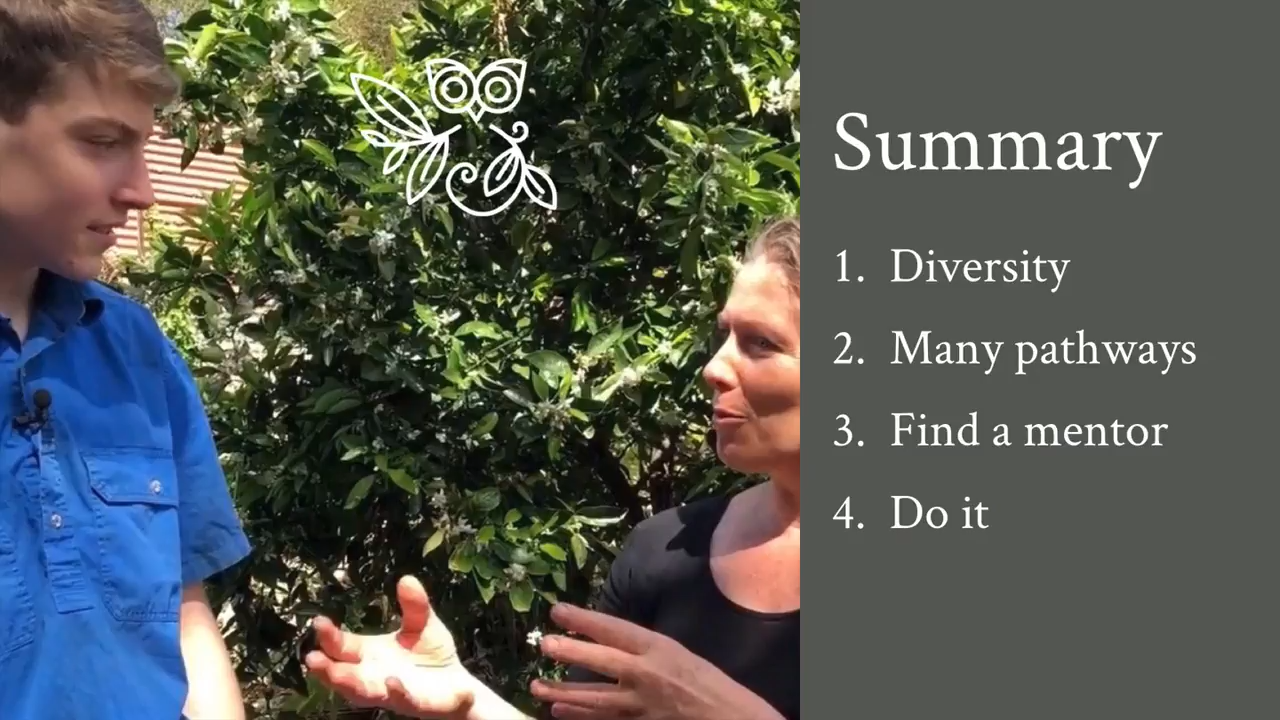 Summary
1. Diversity
2. Many pathways
3. Find a mentor
4. Do it